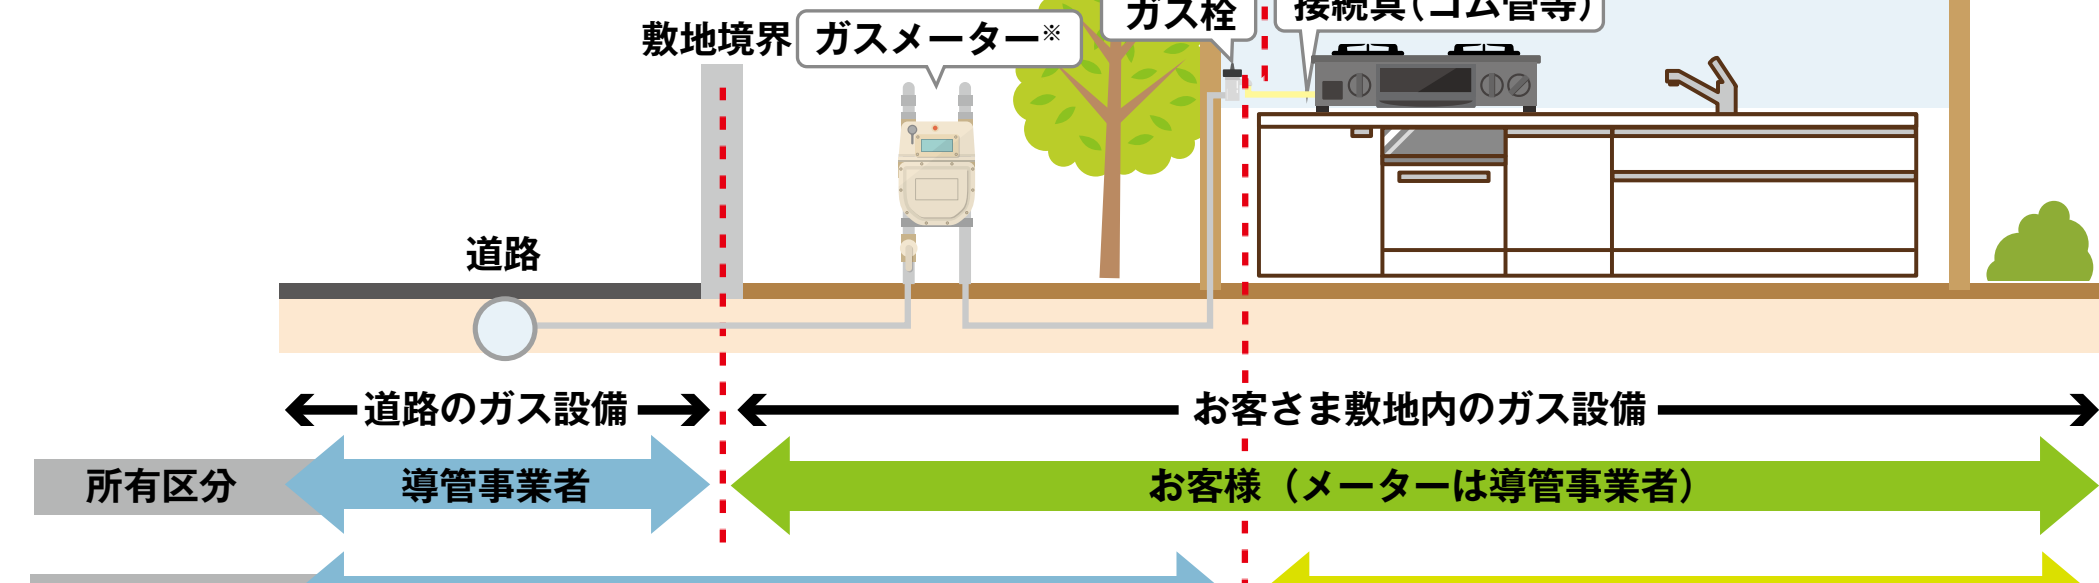 ガス栓
接続具(ゴム管等)
敷地境界
ガスメーター※
道路
道路のガス設備
お客さま敷地内のガス設備
所有区分
導管事業者
お客様（メーターは導管事業者）